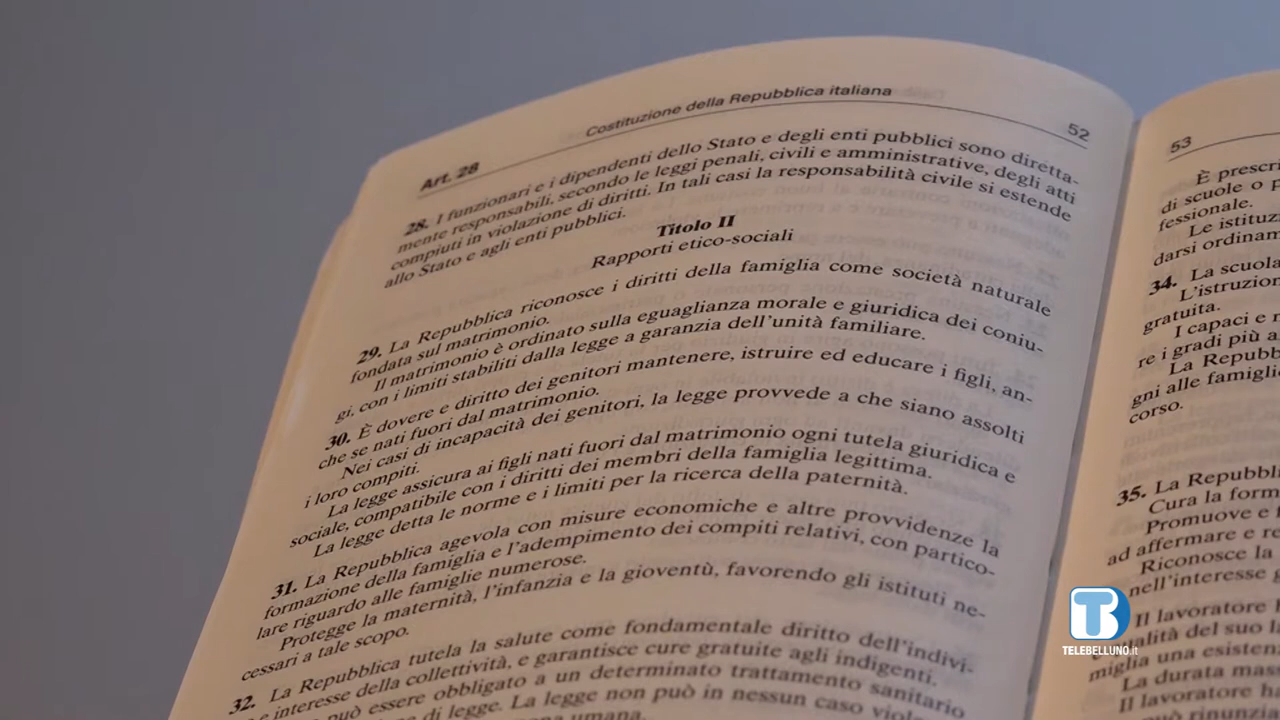 Costituzione della Repubblica italiana
52
Art. 28
28. I funzionari e i dipendenti dello Stato e degli enti pubblici sono diretta-
mente responsabili, secondo le leggi penali, civili e amministrative, degli atti
compiuti in violazione di diritti. In tali casi la responsabilità civile si estende
allo Stato e agli enti pubblici.
Titolo II
Rapporti etico-sociali
29. La Repubblica riconosce i diritti della famiglia come società naturale
fondata sul matrimonio.
Il matrimonio è ordinato sulla eguaglianza morale e giuridica dei coniu-
gi, con i limiti stabiliti dalla legge a garanzia dell'unità familiare.
30. È dovere e diritto dei genitori mantenere, istruire ed educare i figli, an-
che se nati fuori dal matrimonio.
Nei casi di incapacità dei genitori, la legge provvede a che siano assolti
i loro compiti.
La legge assicura ai figli nati fuori dal matrimonio ogni tutela giuridica e
sociale, compatibile con i diritti dei membri della famiglia legittima.
La legge detta le norme e i limiti per la ricerca della paternità.
31. La Repubblica agevola con misure economiche e altre provvidenze la
formazione della famiglia e l'adempimento dei compiti relativi, con partico-
lare riguardo alle famiglie numerose.
Protegge la maternità, l'infanzia e la gioventù, favorendo gli istituti ne-
cessari a tale scopo.
32. La Repubblica tutela la salute come fondamentale diritto dell'indivi-
e interesse della collettività, e garantisce cure gratuite agli indigenti.
può essere obbligato a un determinato trattamento sanitario
di legge. La legge non può in nessun caso
umana.
53
È prescri
di scuole o p
fessionale.
Le istituz
darsi ordinam
34. La scuola
L'istruzion
gratuita.
I capaci e
re i gradi più a
La Repubb
gni alle famigli
corso.
35. La Repubbl
Cura la form
Promuove e f
ad affermare e re
Riconosce la
nell'interesse
Il lavoratore
del suo
miglia una esisten
La durata mass
Il lavoratore ha
può rinunzia
TELEBELLUNO.it